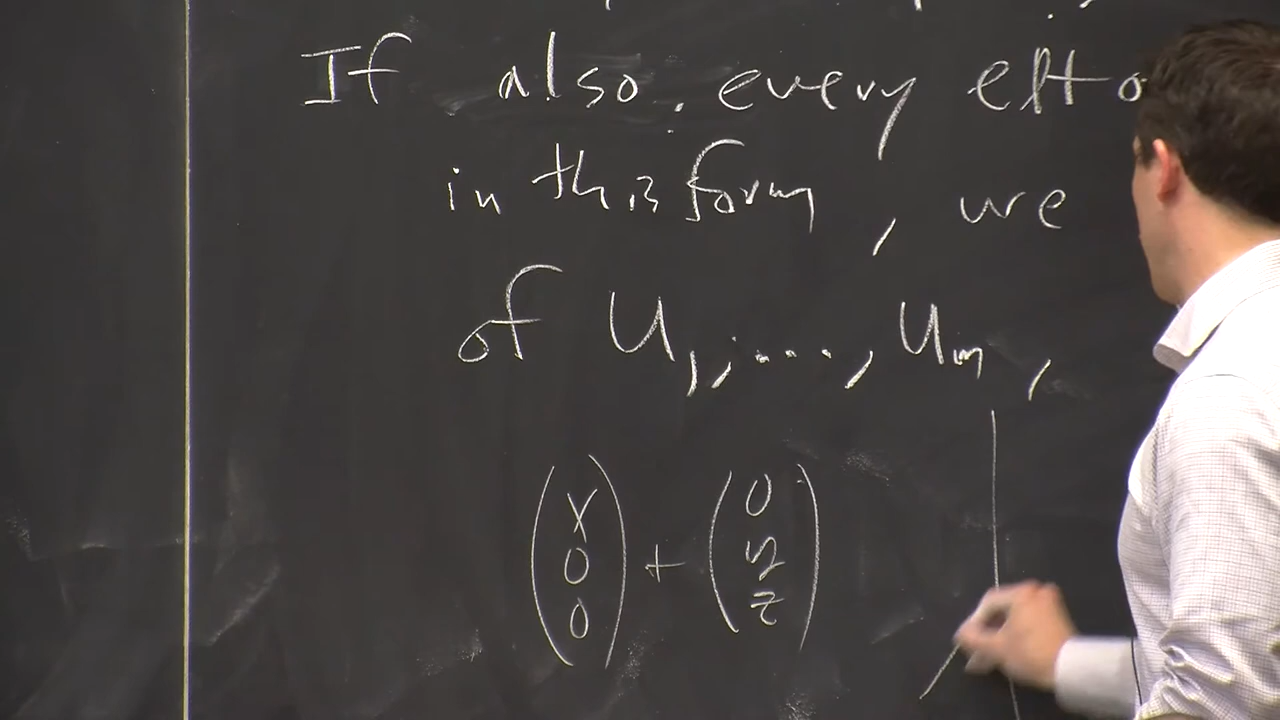 If also every elt o
in this form, we
of U₁, ..., Uₘ,
(x 0 0) + (0 y z)